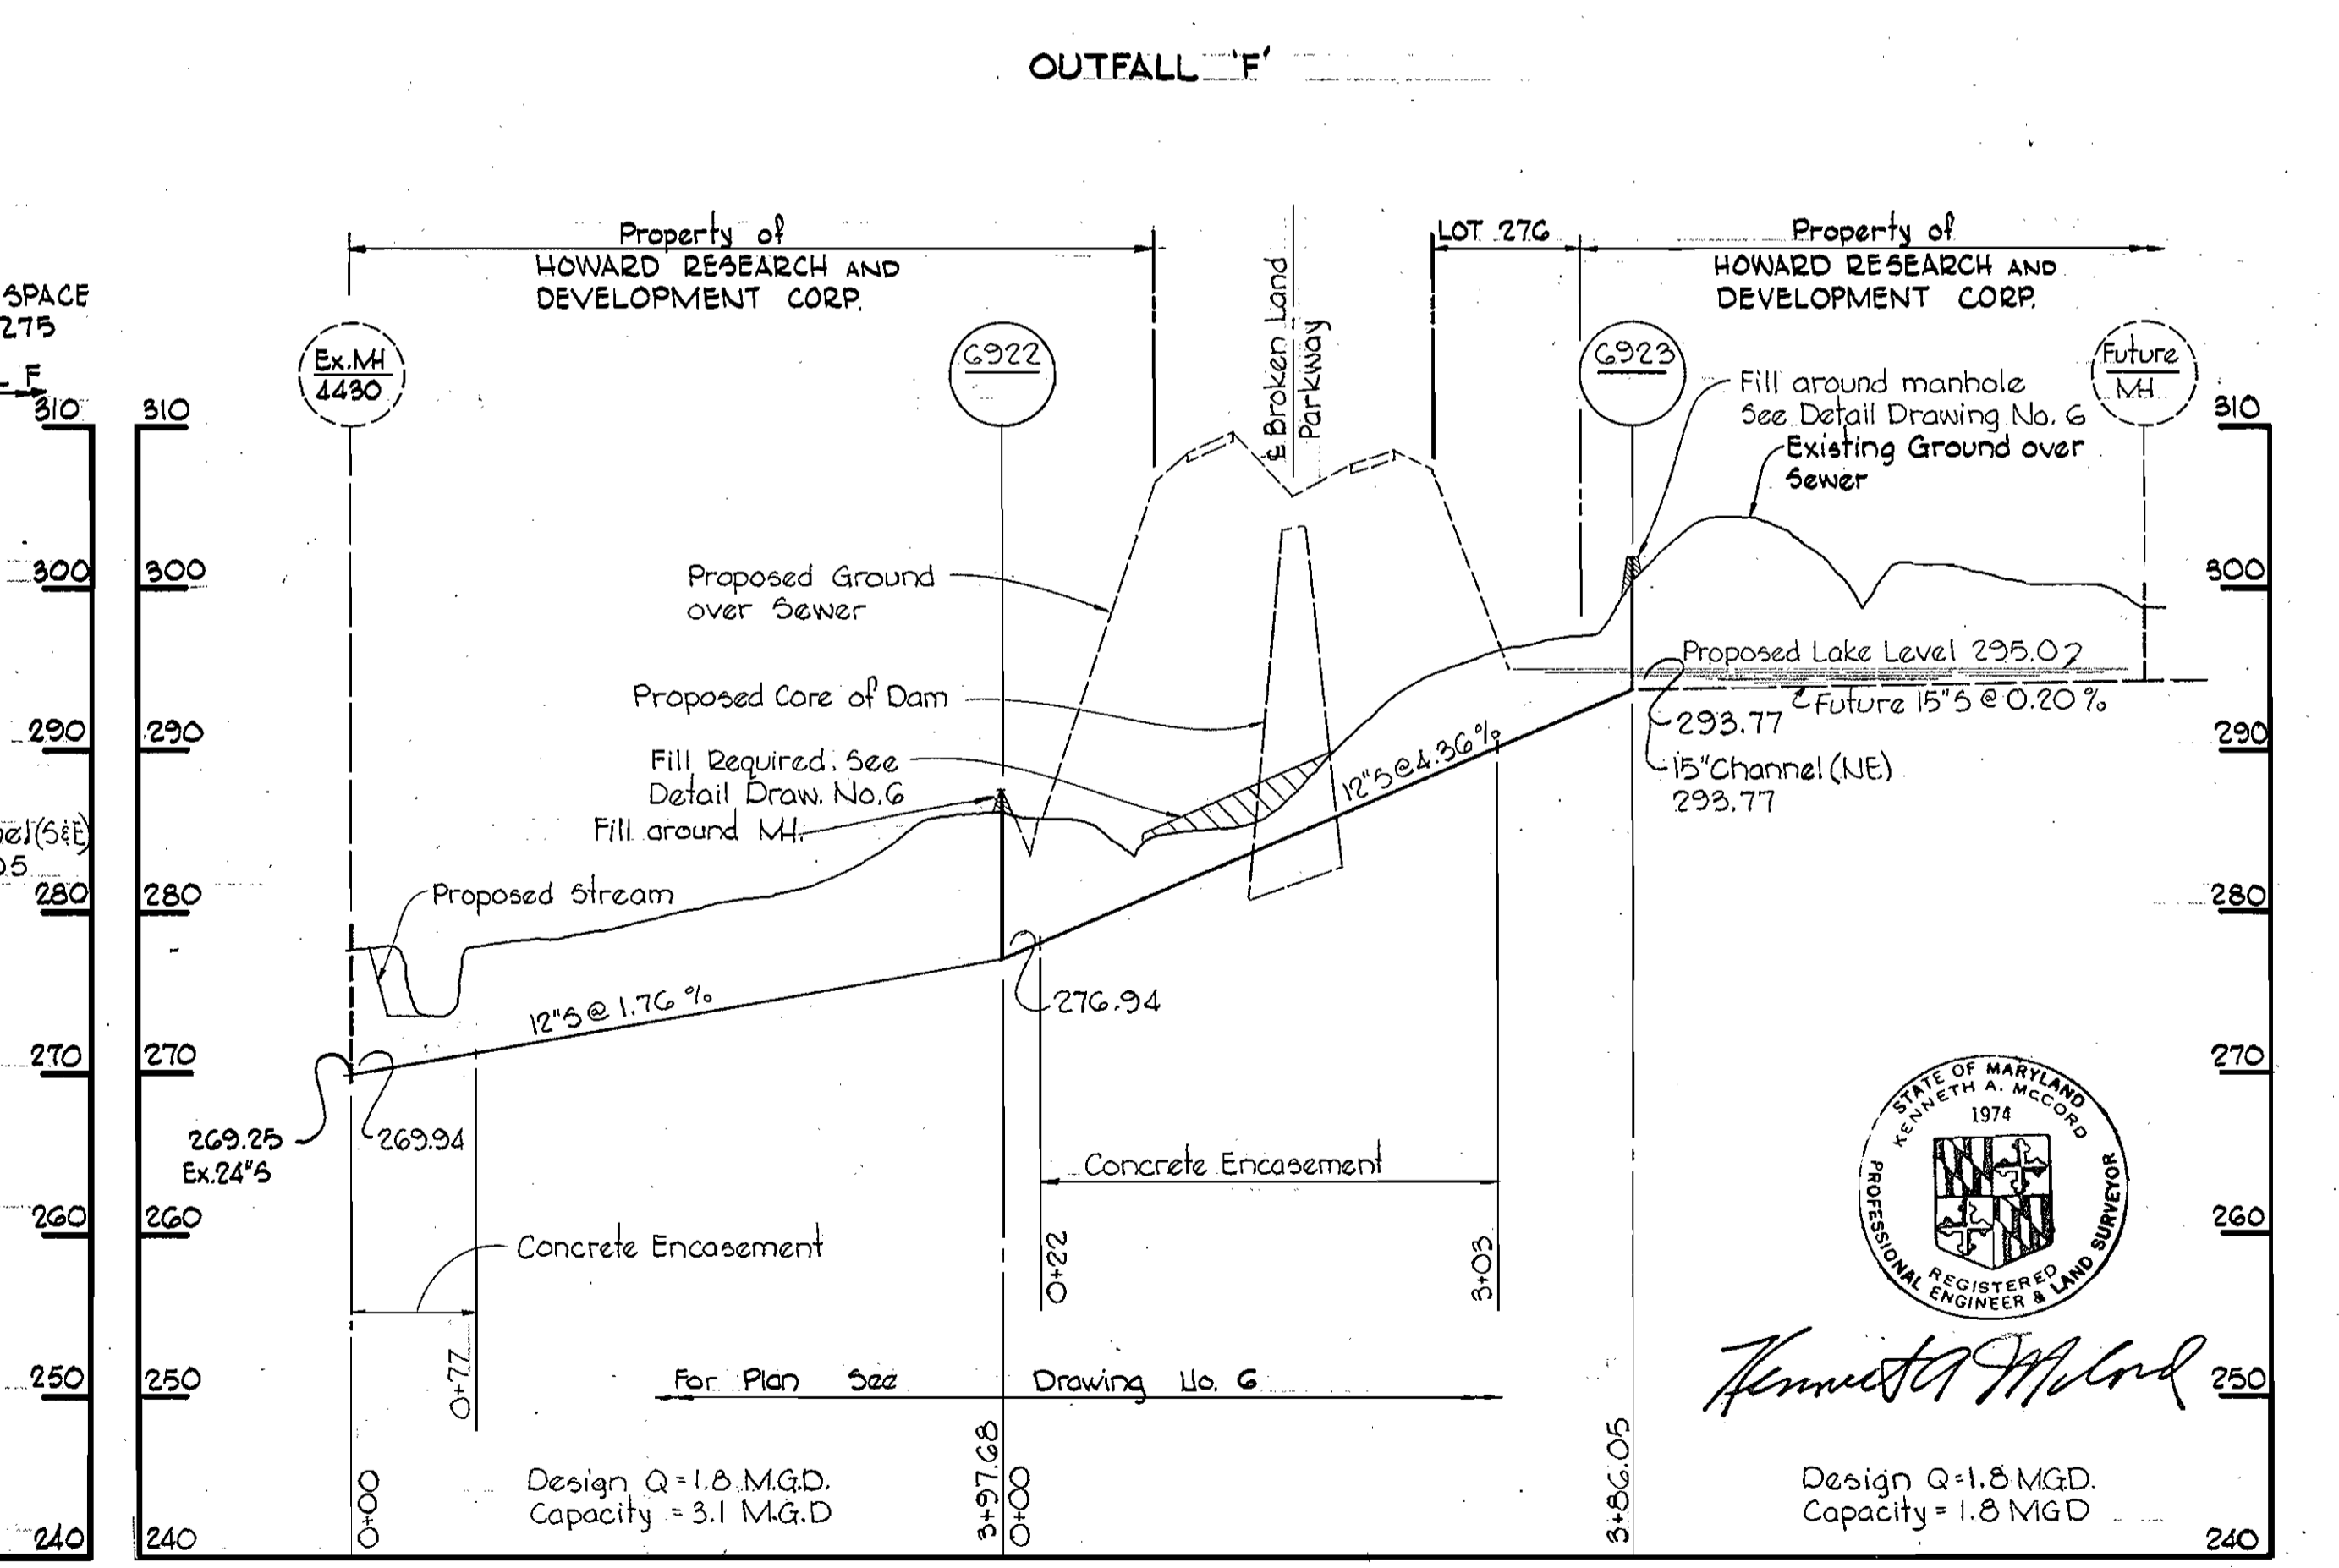 OUTFALL 'F'
SPACE
275
F
310
300
290
nel(S&E)
05
280
270
260
250
240
310
300
290
280
270
260
250
240
Property of
HOWARD RESEARCH AND
DEVELOPMENT CORP.
Ex.MH
4430
6922
℄ Broken Land
Parkway
LOT 276
Property of
HOWARD RESEARCH AND
DEVELOPMENT CORP.
6923
Future
MH
Fill around manhole
See Detail Drawing No. 6
Existing Ground over
Sewer
310
300
290
280
270
260
250
240
Proposed Ground
over Sewer
Proposed Core of Dam
Fill Required. See
Detail Draw. No.6
Fill around MH.
Proposed Stream
Proposed Lake Level 295.0?
Future 15"S @ 0.20%
293.77
15"Channel (NE)
293.77
12"S@4.36%
12"S @ 1.76 %
276.94
269.25
Ex.24"S
269.94
Concrete Encasement
Concrete Encasement
0+77
0+22
3+03
For Plan See Drawing No. 6
0+00
Design Q=1.8 M.G.D.
Capacity = 3.1 M.G.D
3+97.68
0+00
3+86.05
Design Q=1.8 M.G.D.
Capacity = 1.8 MGD
STATE OF MARYLAND
KENNETH A. McCORD
1974
REGISTERED
PROFESSIONAL ENGINEER & LAND SURVEYOR
Kenneth A McCord